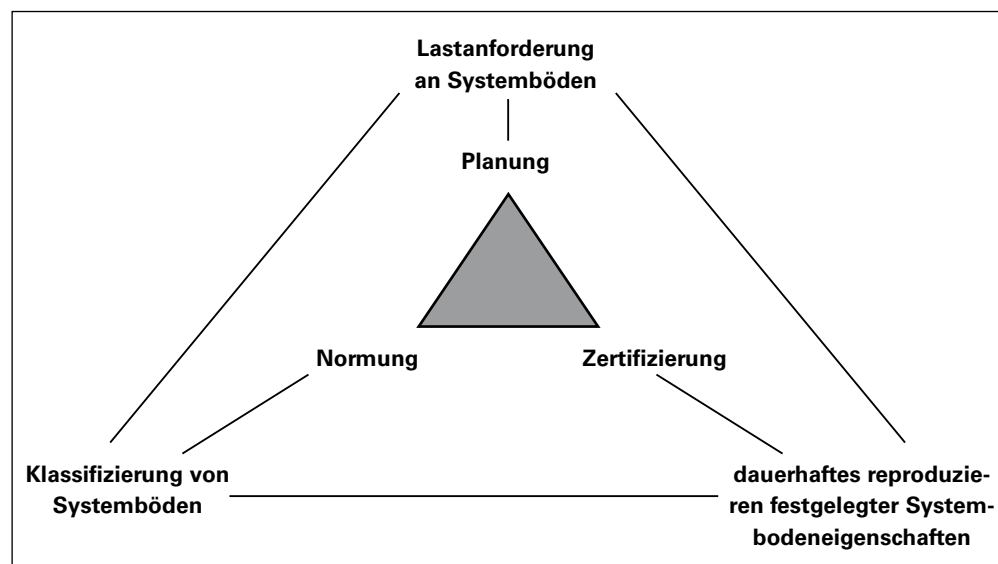 Lastanforderung
an Systemböden
Planung
Normung
Zertifizierung
Klassifizierung von
Systemböden
dauerhaftes reproduzie-
ren festgelegter System-
bodeneigenschaften